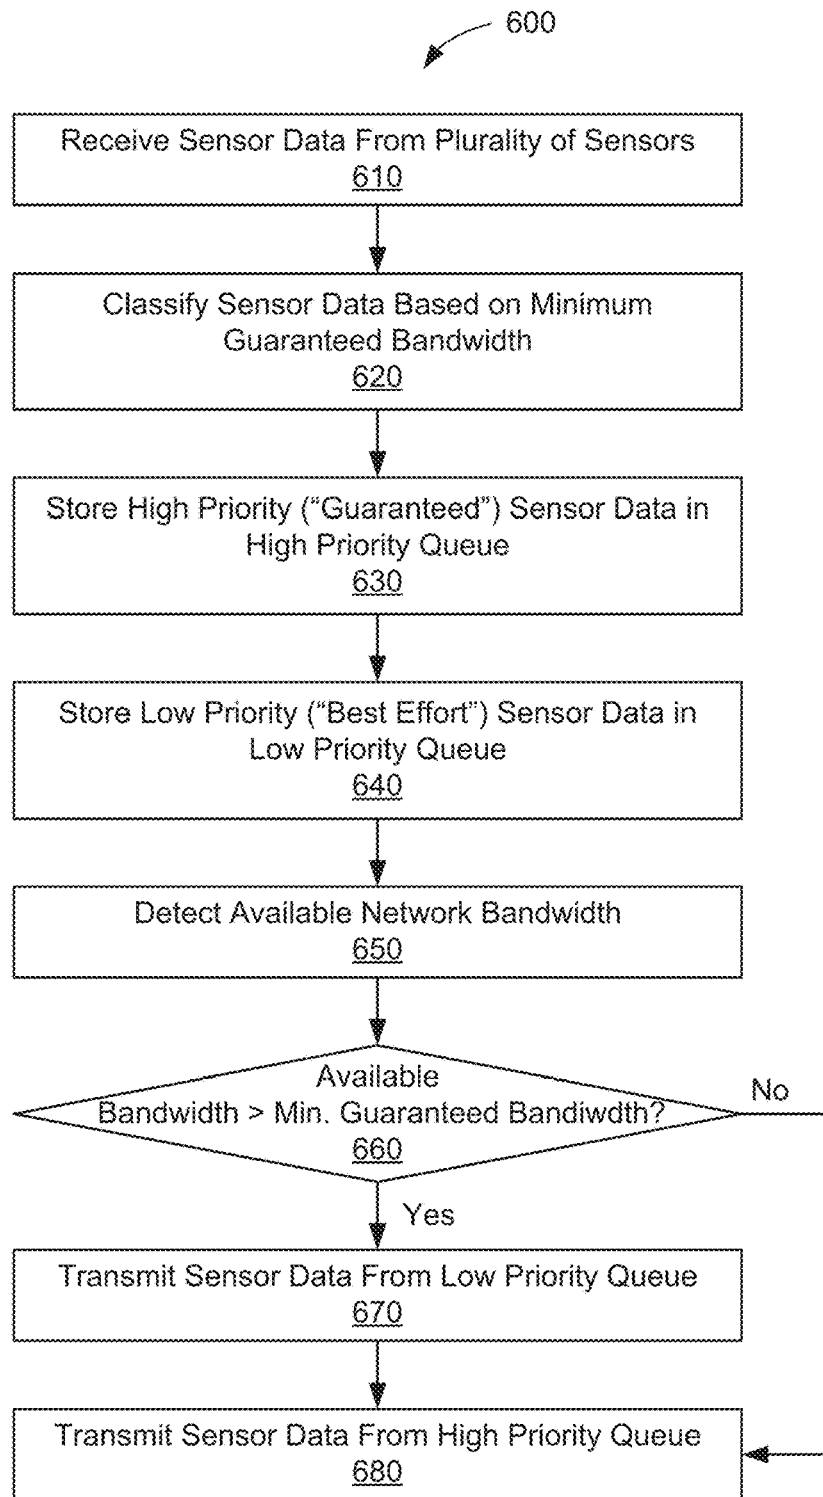 600
Receive Sensor Data From Plurality of Sensors
610
Classify Sensor Data Based on Minimum
Guaranteed Bandwidth
620
Store High Priority (“Guaranteed”) Sensor Data in
High Priority Queue
630
Store Low Priority (“Best Effort”) Sensor Data in
Low Priority Queue
640
Detect Available Network Bandwidth
650
Available
Bandwidth > Min. Guaranteed Bandiwdth?
660
No
Yes
Transmit Sensor Data From Low Priority Queue
670
Transmit Sensor Data From High Priority Queue
680